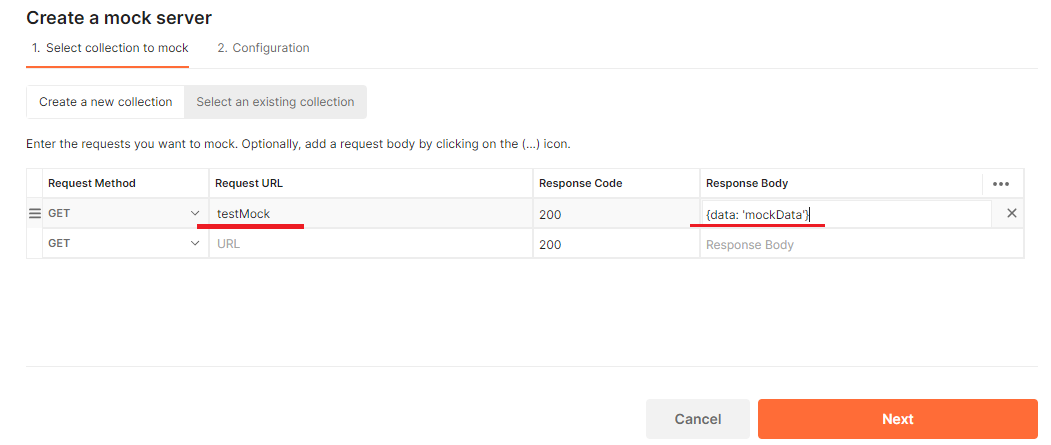 Create a mock server
1. Select collection to mock 2. Configuration
Create a new collection Select an existing collection
Enter the requests you want to mock. Optionally, add a request body by clicking on the (...) icon.
Request Method Request URL Response Code Response Body •••
GET testMock 200 {data: 'mockData'}
GET URL 200 Response Body
Cancel Next